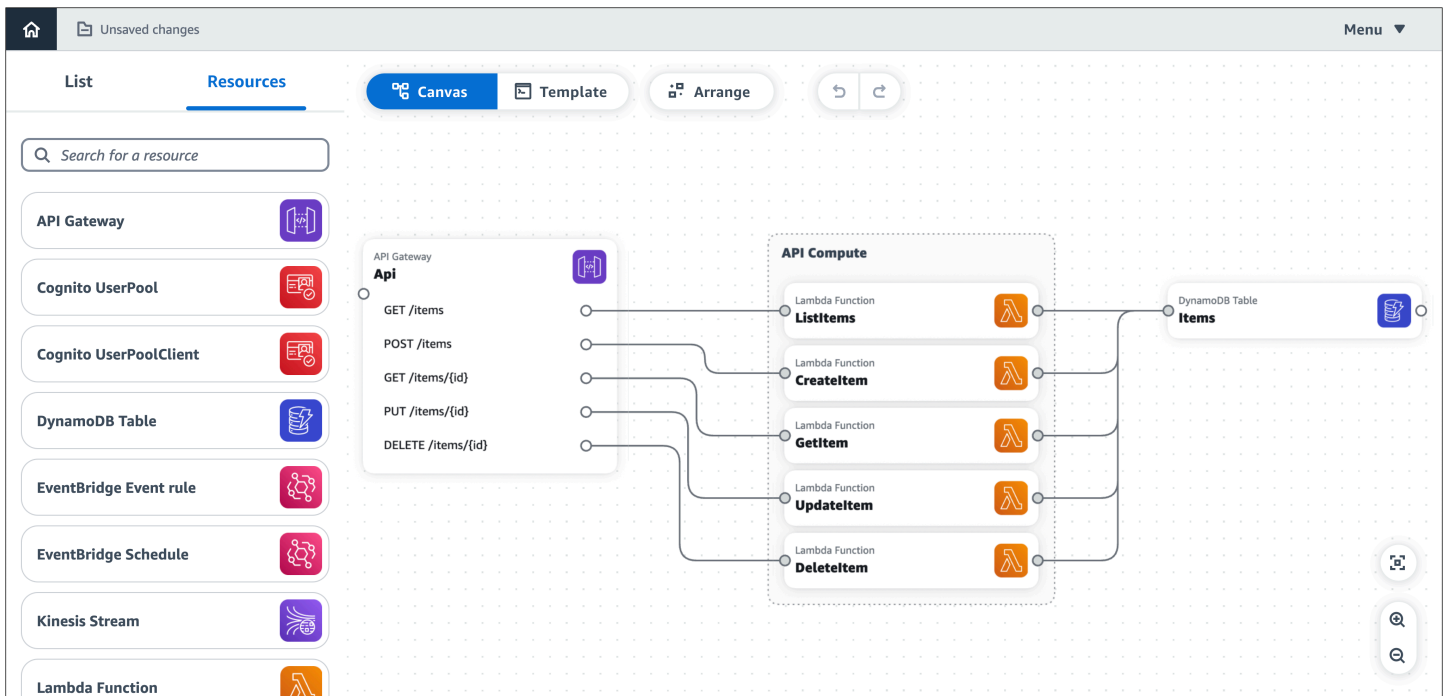 Unsaved changes
Menu
List
Resources
Canvas
Template
Arrange
Search for a resource
API Gateway
Cognito UserPool
Cognito UserPoolClient
DynamoDB Table
EventBridge Event rule
EventBridge Schedule
Kinesis Stream
Lambda Function
API Gateway
Api
GET /items
POST /items
GET /items/{id}
PUT /items/{id}
DELETE /items/{id}
API Compute
Lambda Function
ListItems
Lambda Function
CreateItem
Lambda Function
GetItem
Lambda Function
UpdateItem
Lambda Function
DeleteItem
DynamoDB Table
Items